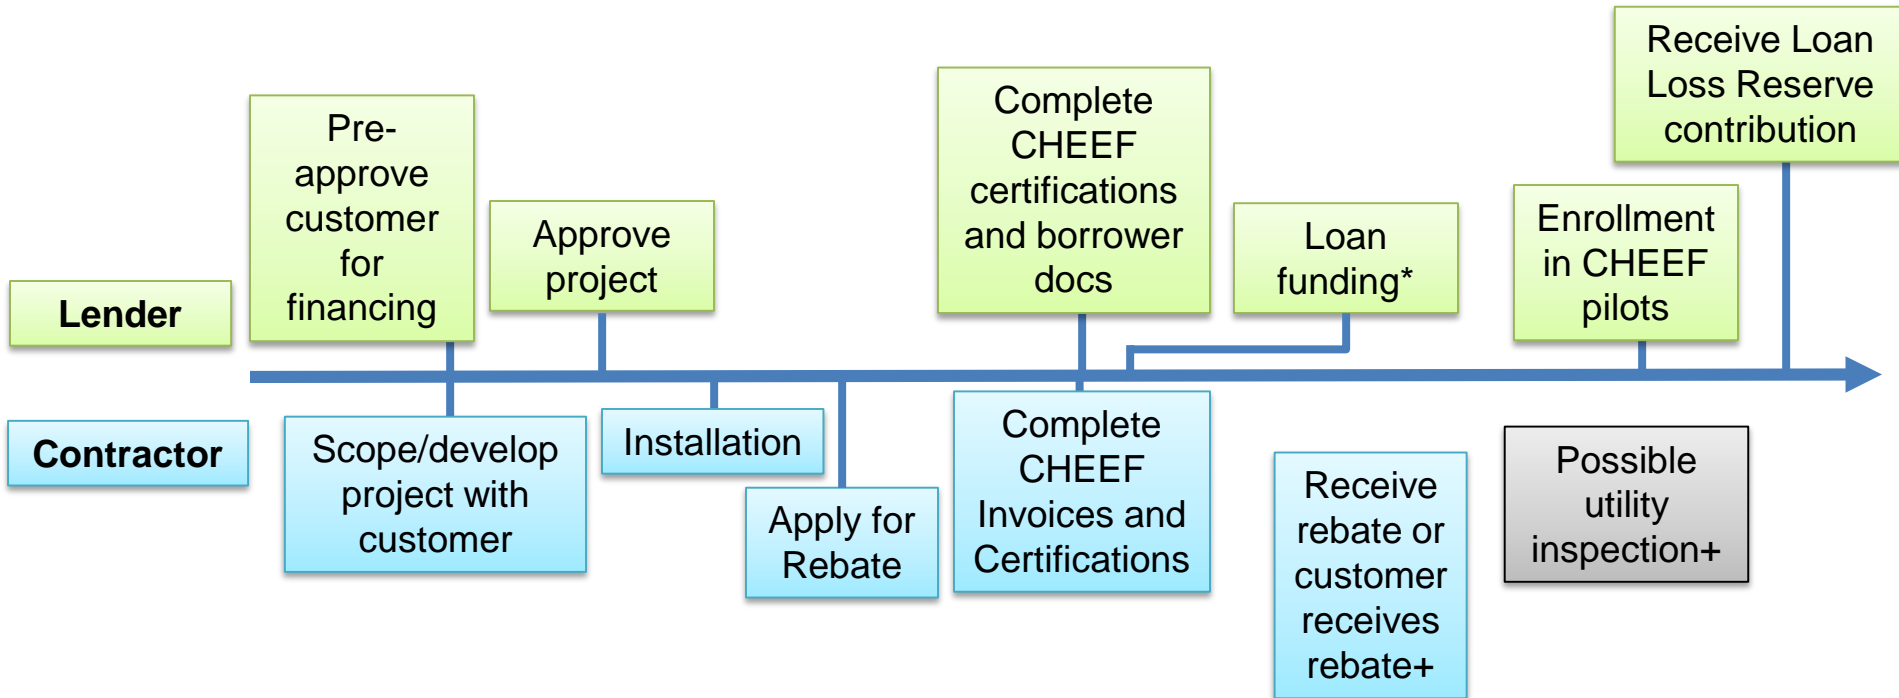 Lender
Pre-
approve
customer
for
financing
Approve
project
Complete
CHEEF
certifications
and borrower
docs
Loan
funding*
Enrollment
in CHEEF
pilots
Receive Loan
Loss Reserve
contribution
Contractor
Scope/develop
project with
customer
Installation
Apply for
Rebate
Complete
CHEEF
Invoices and
Certifications
Receive
rebate or
customer
receives
rebate+
Possible
utility
inspection+